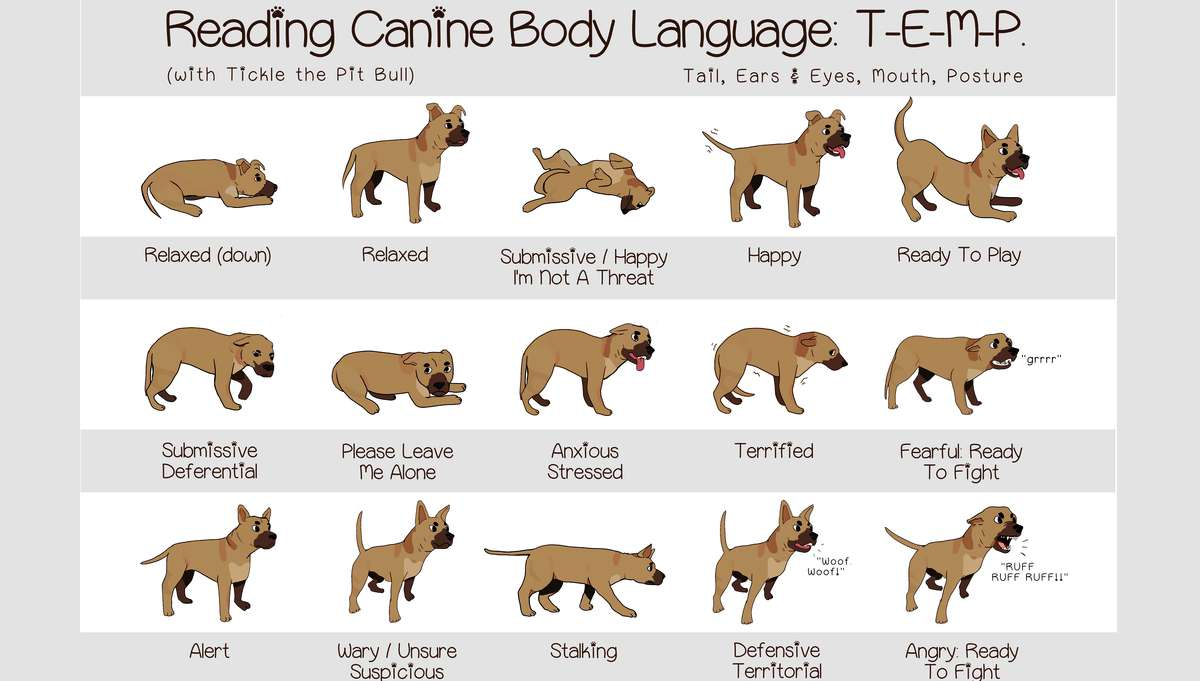 Reading Canine Body Language: T-E-M-P.
(with Tickle the Pit Bull)
Tail, Ears & Eyes, Mouth, Posture
Relaxed (down)
Relaxed
Submissive / Happy
I'm Not A Threat
Happy
Ready To Play
"grrrr"
Submissive
Deferential
Please Leave
Me Alone
Anxious
Stressed
Terrified
Fearful: Ready
To Fight
"Woof
Woof!"
"RUFF
RUFF RUFF!!"
Alert
Wary / Unsure
Suspicious
Stalking
Defensive
Territorial
Angry: Ready
To Fight